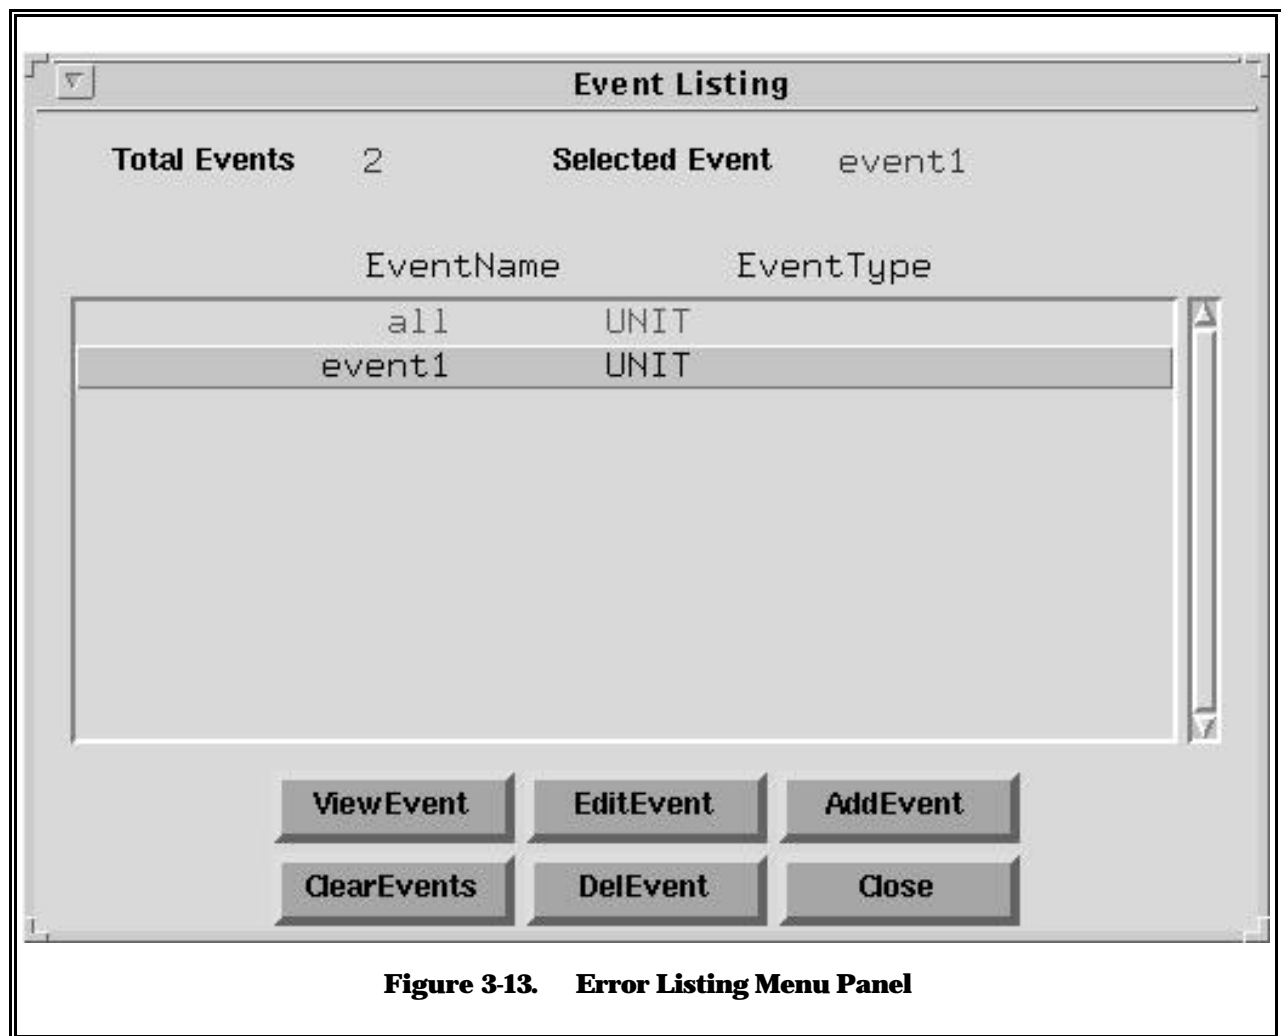 Event Listing
Total Events 2 Selected Event event1
EventName EventType
all UNIT
event1 UNIT
ViewEvent EditEvent AddEvent
ClearEvents DelEvent Close
Figure 3-13. Error Listing Menu Panel